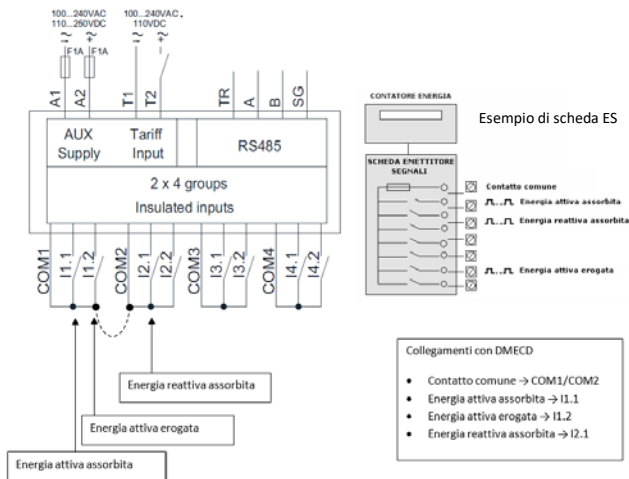 100...240VAC
110...250VDC
100...240VAC.
110VDC
~ ~
- +
~ ~
- +
F1A
F1A
A1
A2
T1
T2
TR
A
B
SG
AUX
Supply
Tariff
Input
RS485
2 x 4 groups
Insulated inputs
COM1
I1.1
I1.2
COM2
I2.1
I2.2
COM3
I3.1
I3.2
COM4
I4.1
I4.2
Energia reattiva assorbita
Energia attiva erogata
Energia attiva assorbita
CONTATORE ENERGIA
Esempio di scheda ES
SCHEDA EMETTITORE
SEGNALI
Contatto comune
Energia attiva assorbita
Energia reattiva assorbita
Energia attiva erogata
Collegamenti con DMECD
• Contatto comune → COM1/COM2
• Energia attiva assorbita → I1.1
• Energia attiva erogata → I1.2
• Energia reattiva assorbita → I2.1